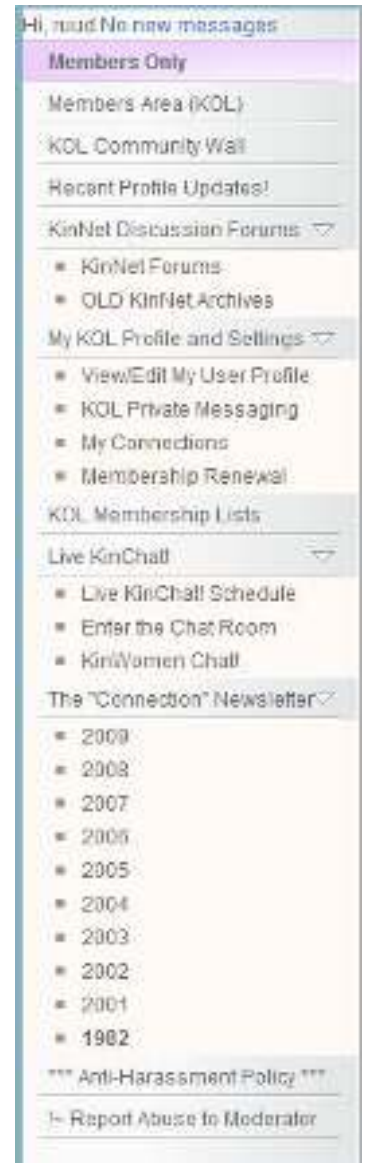 Hi, ruud No new messages
Members Only
Members Area (KOL)
KOL Community Wall
Recent Profile Updates!
KinNet Discussion Forums
KinNet Forums
OLD KinNet Archives
My KOL Profile and Settings
View/Edit My User Profile
KOL Private Messaging
My Connections
Membership Renewal
KOL Membership Lists
Live KinChat!
Live KinChat! Schedule
Enter the Chat Room
KinWomen Chat!
The "Connection" Newsletter
2009
2008
2007
2006
2005
2004
2003
2002
2001
1982
*** Anti-Harassment Policy ***
!- Report Abuse to Moderator